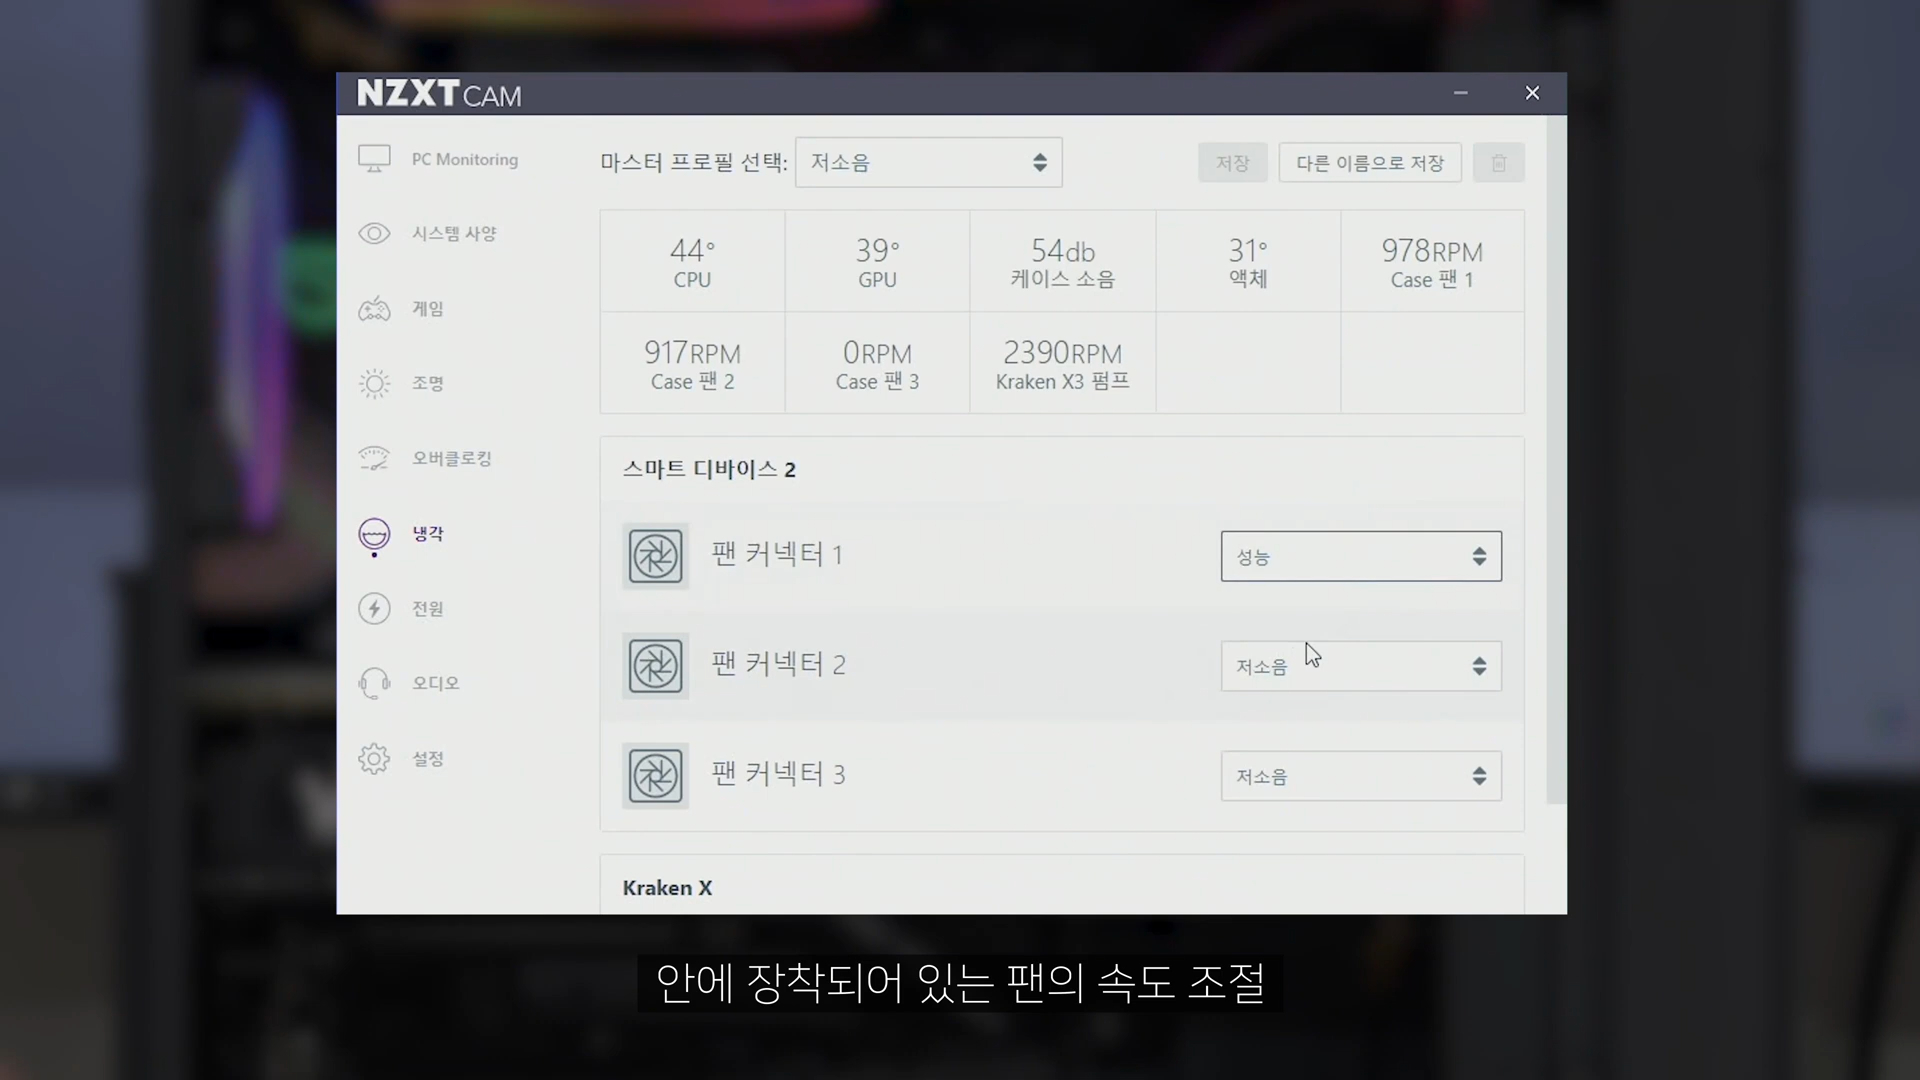 NZXT CAM
PC Monitoring
시스템 사양
게임
조명
오버클로킹
냉각
전원
오디오
설정
마스터 프로필 선택: 저소음
저장 다른 이름으로 저장
44° 39° 54db 31° 978RPM
CPU GPU 케이스 소음 액체 Case 팬 1
917RPM 0RPM 2390RPM
Case 팬 2 Case 팬 3 Kraken X3 펌프
스마트 디바이스 2
팬 커넥터 1 성능
팬 커넥터 2 저소음
팬 커넥터 3 저소음
Kraken X
안에 장착되어 있는 팬의 속도 조절